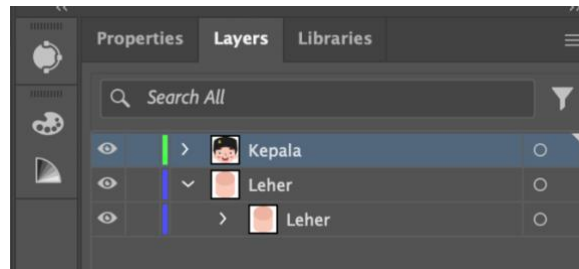 Properties Layers Libraries
Search All
Kepala
Leher
Leher